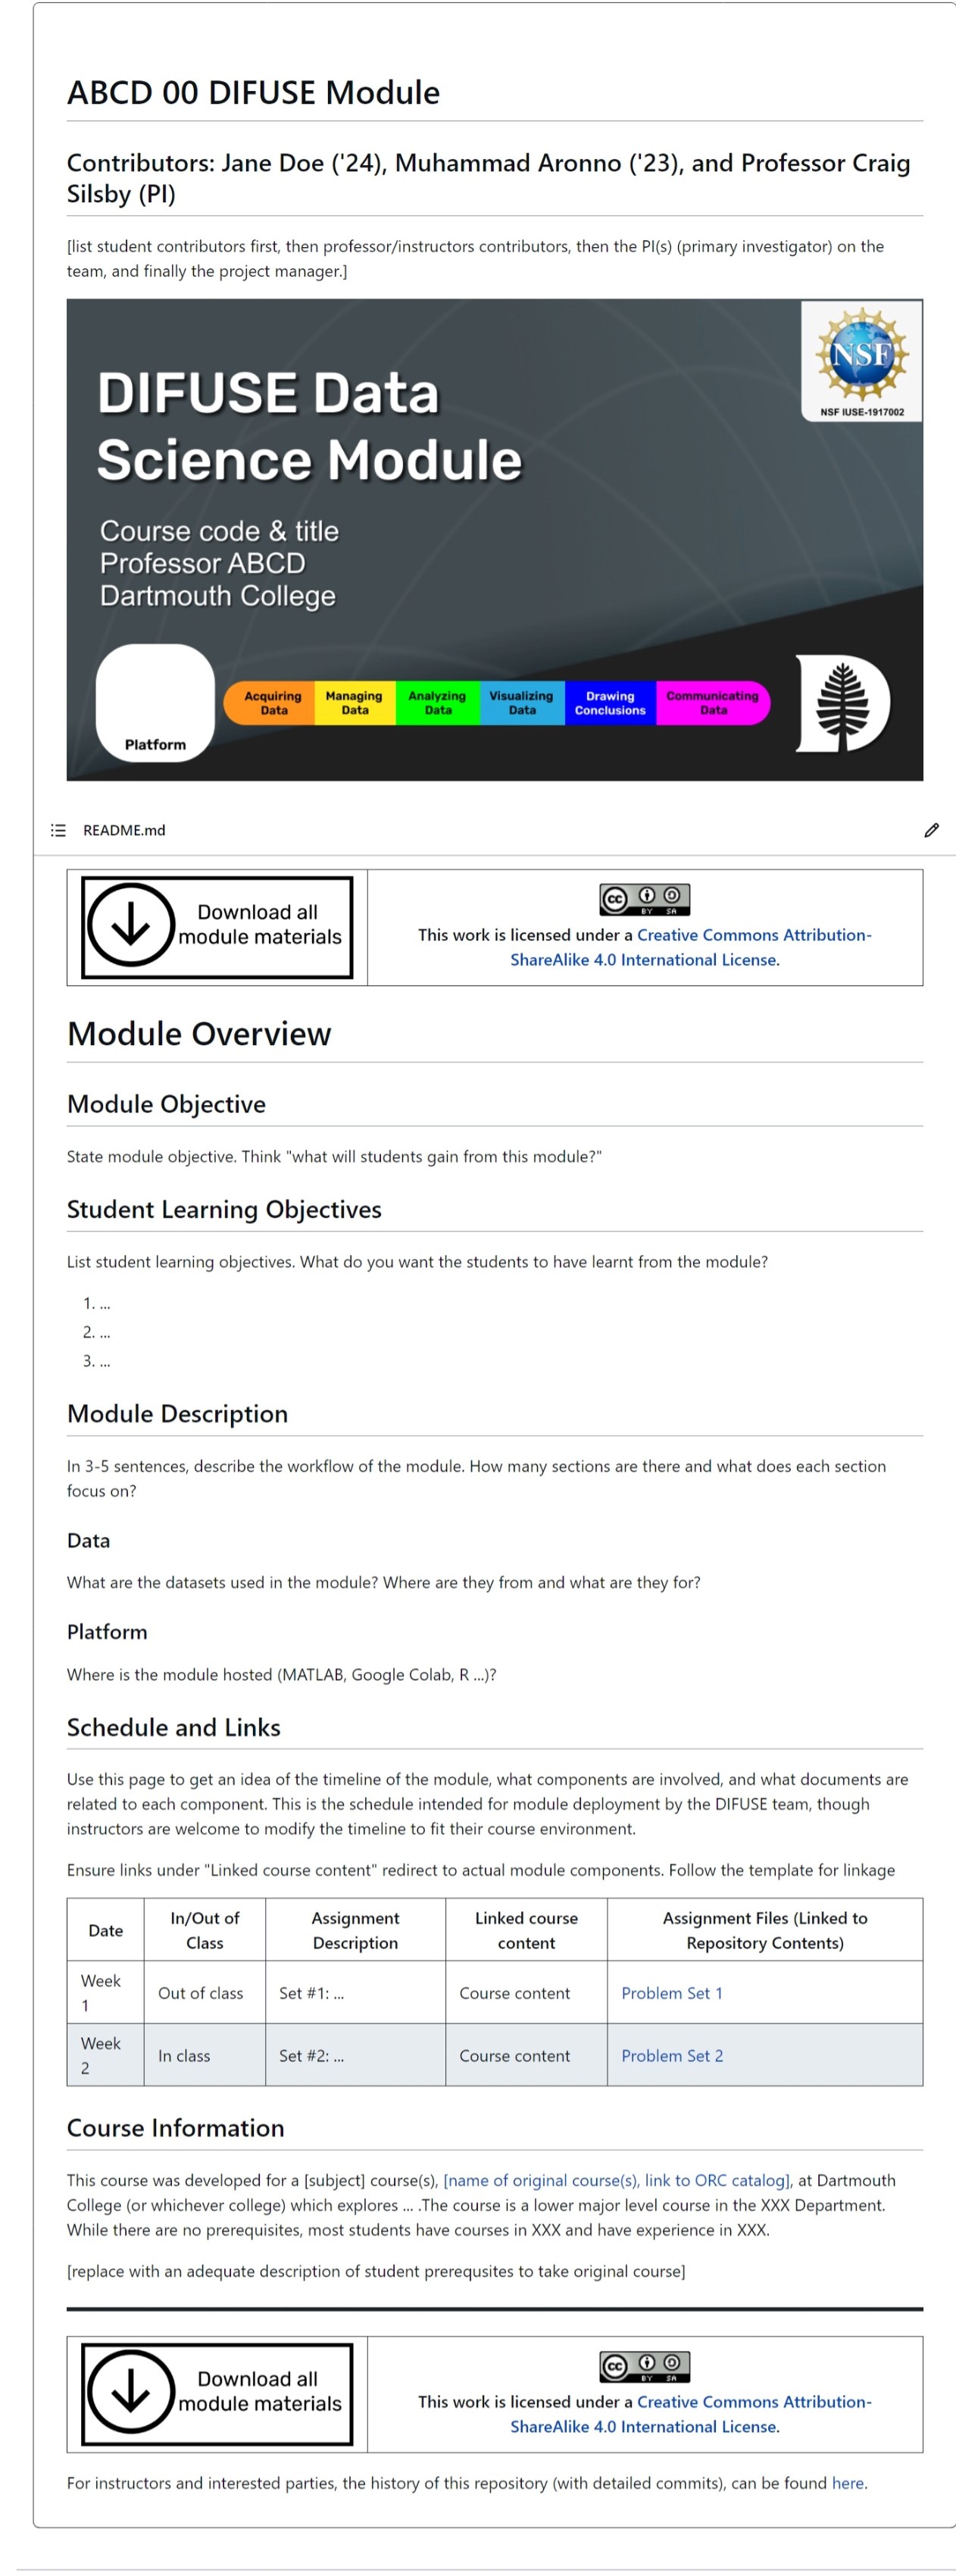 ABCD 00 DIFUSE Module
Contributors: Jane Doe ('24), Muhammad Aronno ('23), and Professor Craig
Silsby (PI)
[list student contributors first, then professor/instructors contributors, then the PI(s) (primary investigator) on the
team, and finally the project manager.]
NSF
NSF IUSE-1917002
DIFUSE Data
Science Module
Course code & title
Professor ABCD
Dartmouth College
Platform
Acquiring
Data
Managing
Data
Analyzing
Data
Visualizing
Data
Drawing
Conclusions
Communicating
Data
README.md
Download all
module materials
cc
BY SA
This work is licensed under a Creative Commons Attribution-
ShareAlike 4.0 International License.
Module Overview
Module Objective
State module objective. Think "what will students gain from this module?"
Student Learning Objectives
List student learning objectives. What do you want the students to have learnt from the module?
1. ...
2. ...
3. ...
Module Description
In 3-5 sentences, describe the workflow of the module. How many sections are there and what does each section
focus on?
Data
What are the datasets used in the module? Where are they from and what are they for?
Platform
Where is the module hosted (MATLAB, Google Colab, R ...)?
Schedule and Links
Use this page to get an idea of the timeline of the module, what components are involved, and what documents are
related to each component. This is the schedule intended for module deployment by the DIFUSE team, though
instructors are welcome to modify the timeline to fit their course environment.
Ensure links under "Linked course content" redirect to actual module components. Follow the template for linkage
Date
In/Out of
Class
Assignment
Description
Linked course
content
Assignment Files (Linked to
Repository Contents)
Week
1
Out of class
Set #1: ...
Course content
Problem Set 1
Week
2
In class
Set #2: ...
Course content
Problem Set 2
Course Information
This course was developed for a [subject] course(s), [name of original course(s), link to ORC catalog], at Dartmouth
College (or whichever college) which explores ... .The course is a lower major level course in the XXX Department.
While there are no prerequisites, most students have courses in XXX and have experience in XXX.
[replace with an adequate description of student prerequsites to take original course]
Download all
module materials
cc
BY SA
This work is licensed under a Creative Commons Attribution-
ShareAlike 4.0 International License.
For instructors and interested parties, the history of this repository (with detailed commits), can be found here.